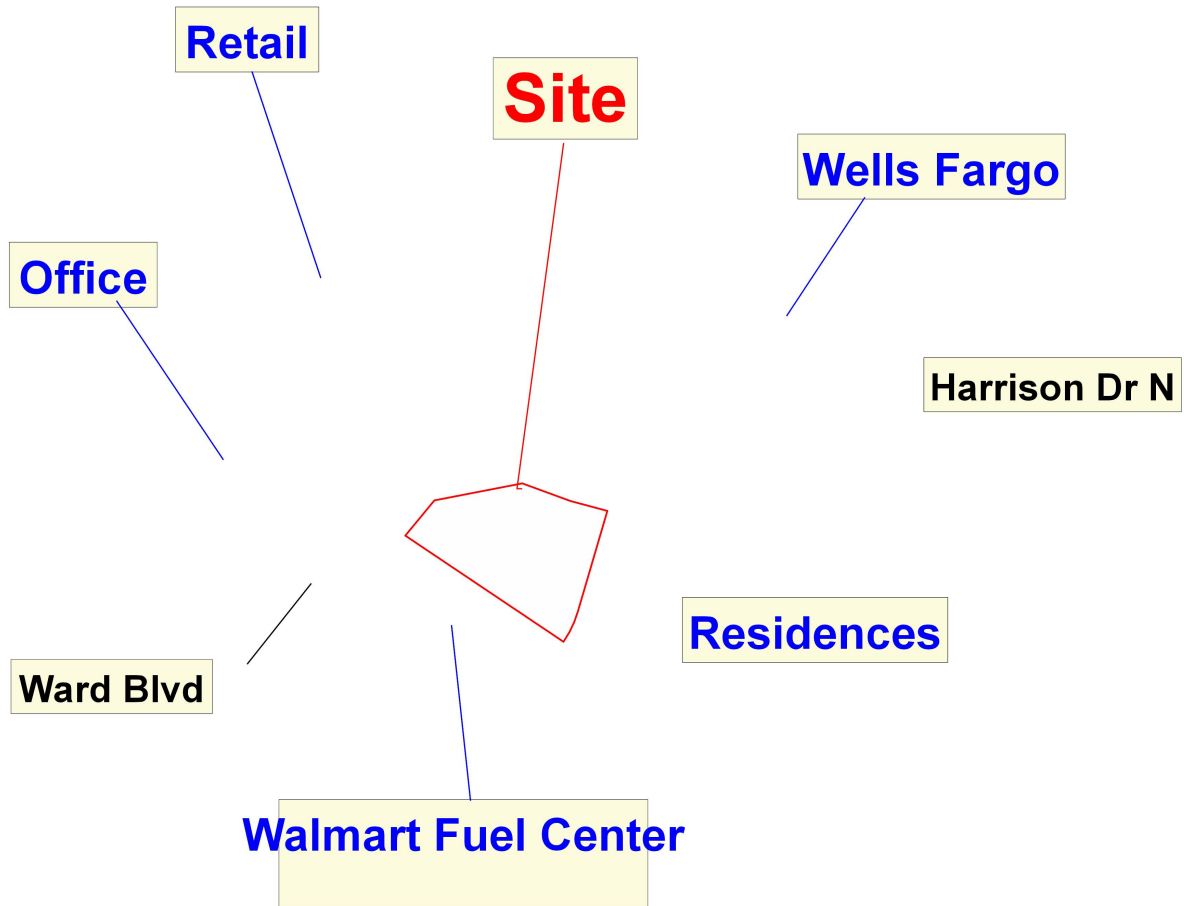 Retail
Site
Wells Fargo
Office
Harrison Dr N
Residences
Ward Blvd
Walmart Fuel Center